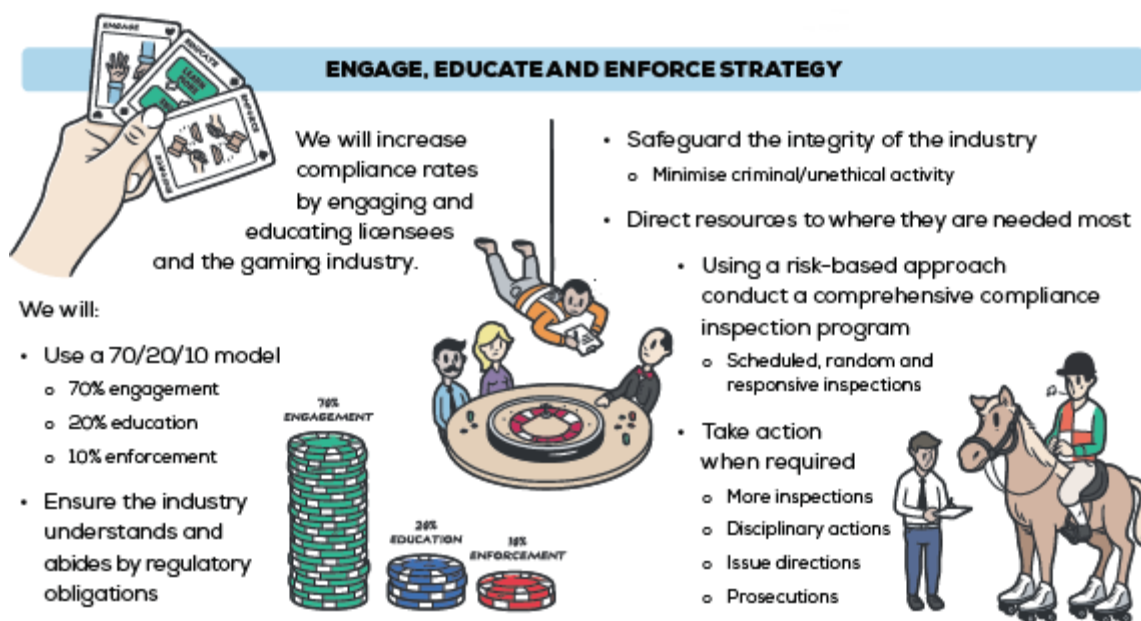 ENGAGE
EDUCATE
LEARN
MORE
ENFORCE
ENFORCE
ENGAGE, EDUCATE AND ENFORCE STRATEGY
We will increase
compliance rates
by engaging and
educating licensees
and the gaming industry.
We will:
• Use a 70/20/10 model
o 70% engagement
o 20% education
o 10% enforcement
• Ensure the industry
understands and
abides by regulatory
obligations
70%
ENGAGEMENT
20%
EDUCATION
10%
ENFORCEMENT
• Safeguard the integrity of the industry
o Minimise criminal/unethical activity
• Direct resources to where they are needed most
• Using a risk-based approach
conduct a comprehensive compliance
inspection program
o Scheduled, random and
responsive inspections
• Take action
when required
o More inspections
o Disciplinary actions
o Issue directions
o Prosecutions